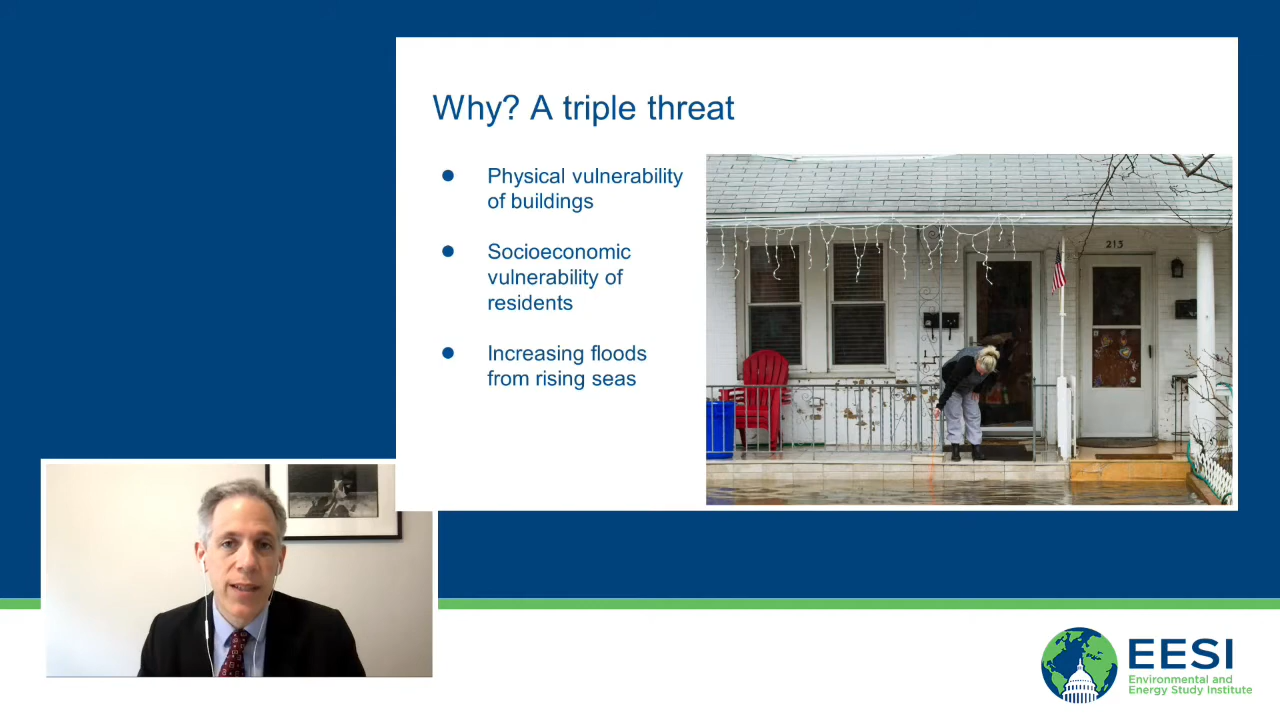 Why? A triple threat
● Physical vulnerability
of buildings
● Socioeconomic
vulnerability of
residents
● Increasing floods
from rising seas
213
EESI
Environmental and
Energy Study Institute